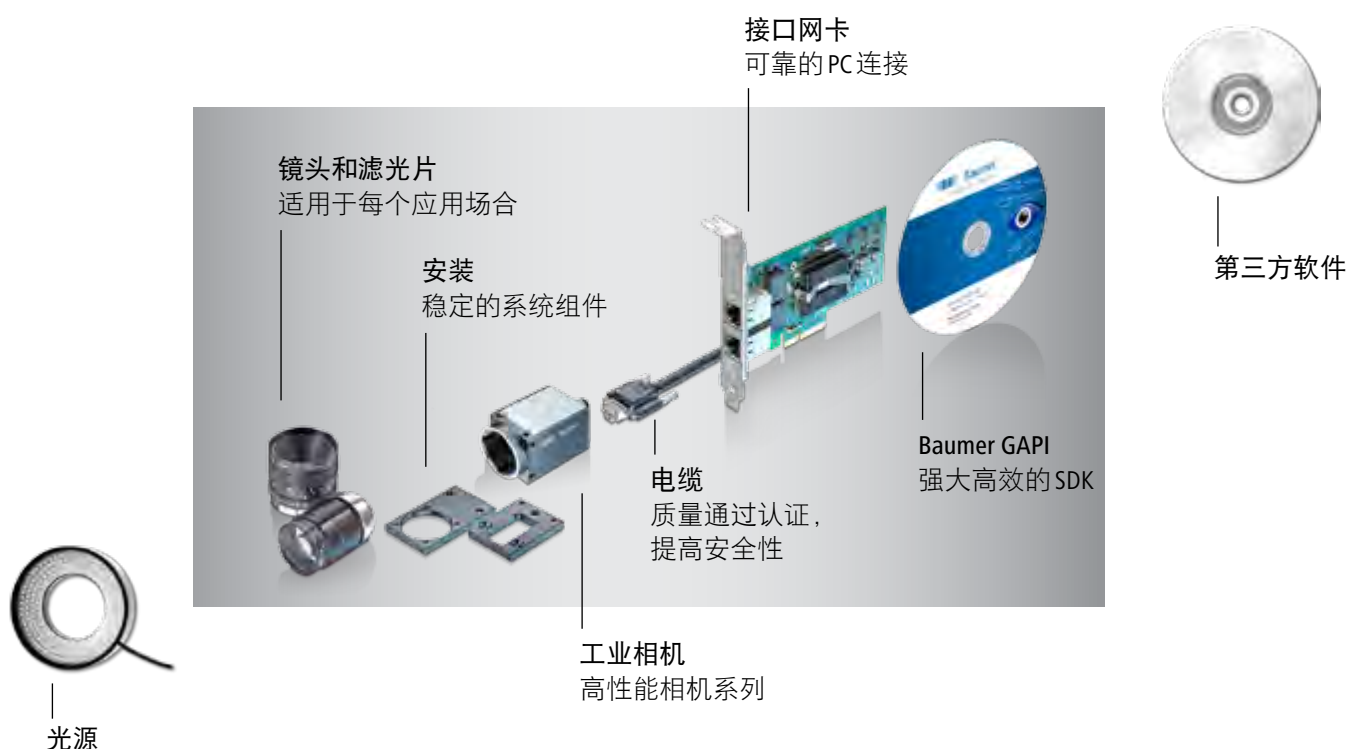 接口网卡
可靠的PC连接
镜头和滤光片
适用于每个应用场合
第三方软件
安装
稳定的系统组件
Baumer
Baumer GAPI
强大高效的SDK
电缆
质量通过认证，
提高安全性
工业相机
高性能相机系列
光源